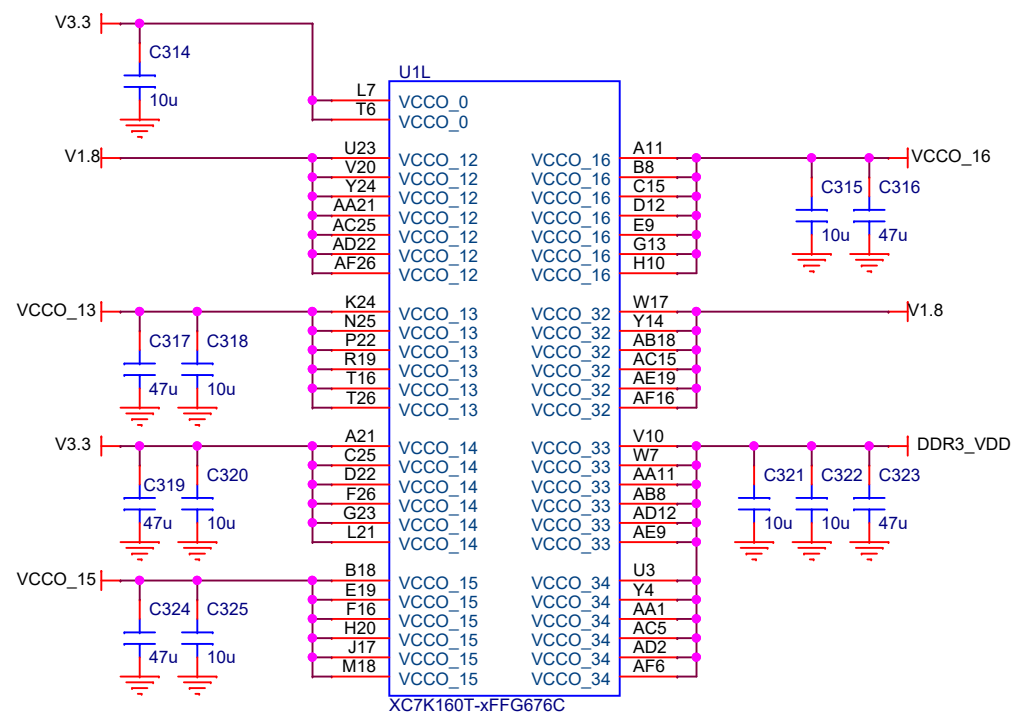 V3.3
C314
10u
U1L
L7 VCCO_0
T6 VCCO_0
V1.8
U23 VCCO_12
V20 VCCO_12
Y24 VCCO_12
AA21 VCCO_12
AC25 VCCO_12
AD22 VCCO_12
AF26 VCCO_12
VCCO_16 A11
VCCO_16 B8
VCCO_16 C15
VCCO_16 D12
VCCO_16 E9
VCCO_16 G13
VCCO_16 H10
VCCO_16
C315 C316
10u 47u
VCCO_13
C317 C318
47u 10u
K24 VCCO_13
N25 VCCO_13
P22 VCCO_13
R19 VCCO_13
T16 VCCO_13
T26 VCCO_13
VCCO_32 W17
VCCO_32 Y14
VCCO_32 AB18
VCCO_32 AC15
VCCO_32 AE19
VCCO_32 AF16
V1.8
V3.3
C319 C320
47u 10u
A21 VCCO_14
C25 VCCO_14
D22 VCCO_14
F26 VCCO_14
G23 VCCO_14
L21 VCCO_14
VCCO_33 V10
VCCO_33 W7
VCCO_33 AA11
VCCO_33 AB8
VCCO_33 AD12
VCCO_33 AE9
DDR3_VDD
C321 C322 C323
10u 10u 47u
VCCO_15
C324 C325
47u 10u
B18 VCCO_15
E19 VCCO_15
F16 VCCO_15
H20 VCCO_15
J17 VCCO_15
M18 VCCO_15
VCCO_34 U3
VCCO_34 Y4
VCCO_34 AA1
VCCO_34 AC5
VCCO_34 AD2
VCCO_34 AF6
XC7K160T-xFFG676C